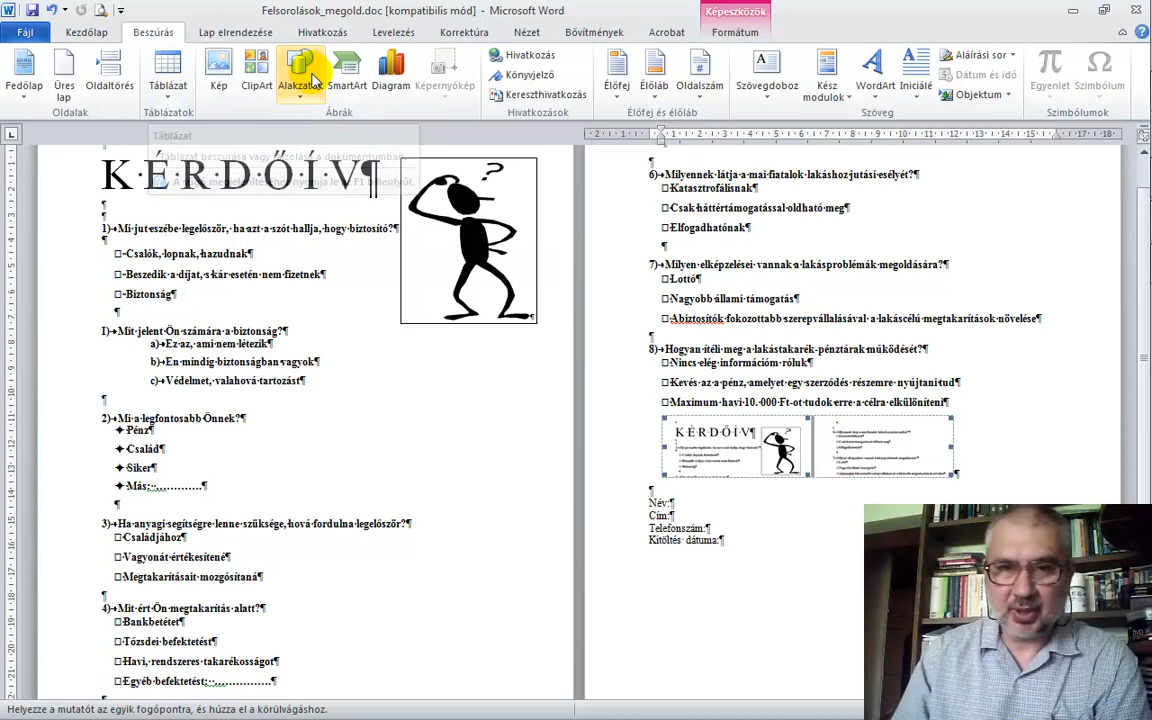 Felsorolások_megold.doc [kompatibilis mód] - Microsoft Word
Képeszközök
Fájl Kezdőlap Beszúrás Lap elrendezése Hivatkozás Levelezés Korrektúra Nézet Bővítmények Acrobat Formátum
Fedőlap Üres lap Oldaltörés
Táblázat
Kép ClipArt Alakzatok SmartArt Diagram Képernyőkép
Hivatkozás
Könyvjelző
Kereszthivatkozás
Élőfej Élőláb Oldalszám
Szövegdoboz Kész modulok WordArt Iniciálé
Aláírási sor
Dátum és idő
Objektum
Egyenlet Szimbólum
Oldalak Táblázatok Ábrák Hivatkozások Élőfej és élőláb Szöveg Szimbólumok
Táblázat
Táblázat beszúrása vagy rajzolása a dokumentumban.
KÉRDŐÍV¶
1) Mi jut eszébe legelőször, ha azt a szót hallja, hogy biztosító?¶
Csalók, lopnak, hazudnak¶
Beszedik a díjat, s kár esetén nem fizetnek¶
Biztonság¶
I) Mit jelent Ön számára a biztonság?¶
a) Ez az, ami nem létezik¶
b) Én mindig biztonságban vagyok¶
c) Védelmet, valahová tartozást¶
2) Mi a legfontosabb Önnek?¶
Pénz¶
Család¶
Siker¶
Más: ..............¶
3) Ha anyagi segítségre lenne szüksége, hová fordulna legelőször?¶
Családjához¶
Vagyonát értékesítené¶
Megtakarításait mozgósítaná¶
4) Mit ért Ön megtakarítás alatt?¶
Bankbetétet¶
Tőzsdei befektetést¶
Havi, rendszeres takarékosságot¶
Egyéb befektetést: .................¶
6) Milyennek látja a mai fiatalok lakáshoz jutási esélyét?¶
Katasztrofálisnak¶
Csak háttértámogatással oldható meg¶
Elfogadhatónak¶
7) Milyen elképzelései vannak a lakásproblémák megoldására?¶
Lottó¶
Nagyobb állami támogatás¶
Abiztosítók fokozottabb szerepvállalásával a lakáscélú megtakarítások növelése¶
8) Hogyan ítéli meg a lakástakarék-pénztárak működését?¶
Nincs elég információm róluk¶
Kevés az a pénz, amelyet egy szerződés részemre nyújtani tud¶
Maximum havi 10. 000 Ft-ot tudok erre a célra elkülöníteni¶
KÉRDŐÍV¶
Név:¶
Cím:¶
Telefonszám:¶
Kitöltés dátuma:¶
Helyezze a mutatót az egyik fogópontra, és húzza el a körülvágáshoz.